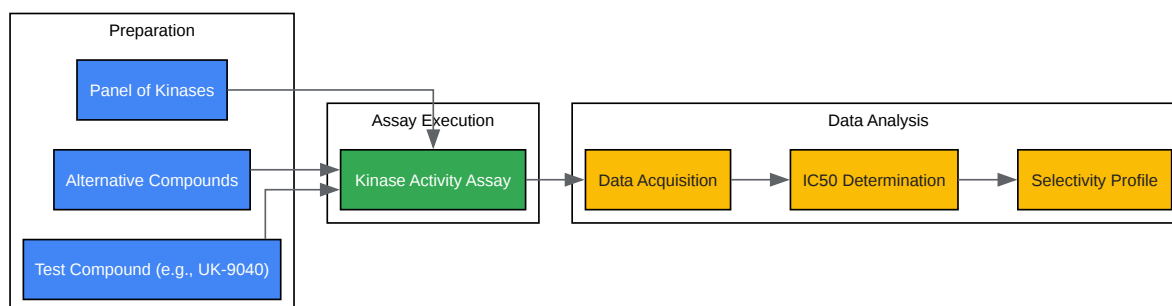 Preparation
Panel of Kinases
Alternative Compounds
Test Compound (e.g., UK-9040)
Assay Execution
Kinase Activity Assay
Data Analysis
Data Acquisition
IC50 Determination
Selectivity Profile